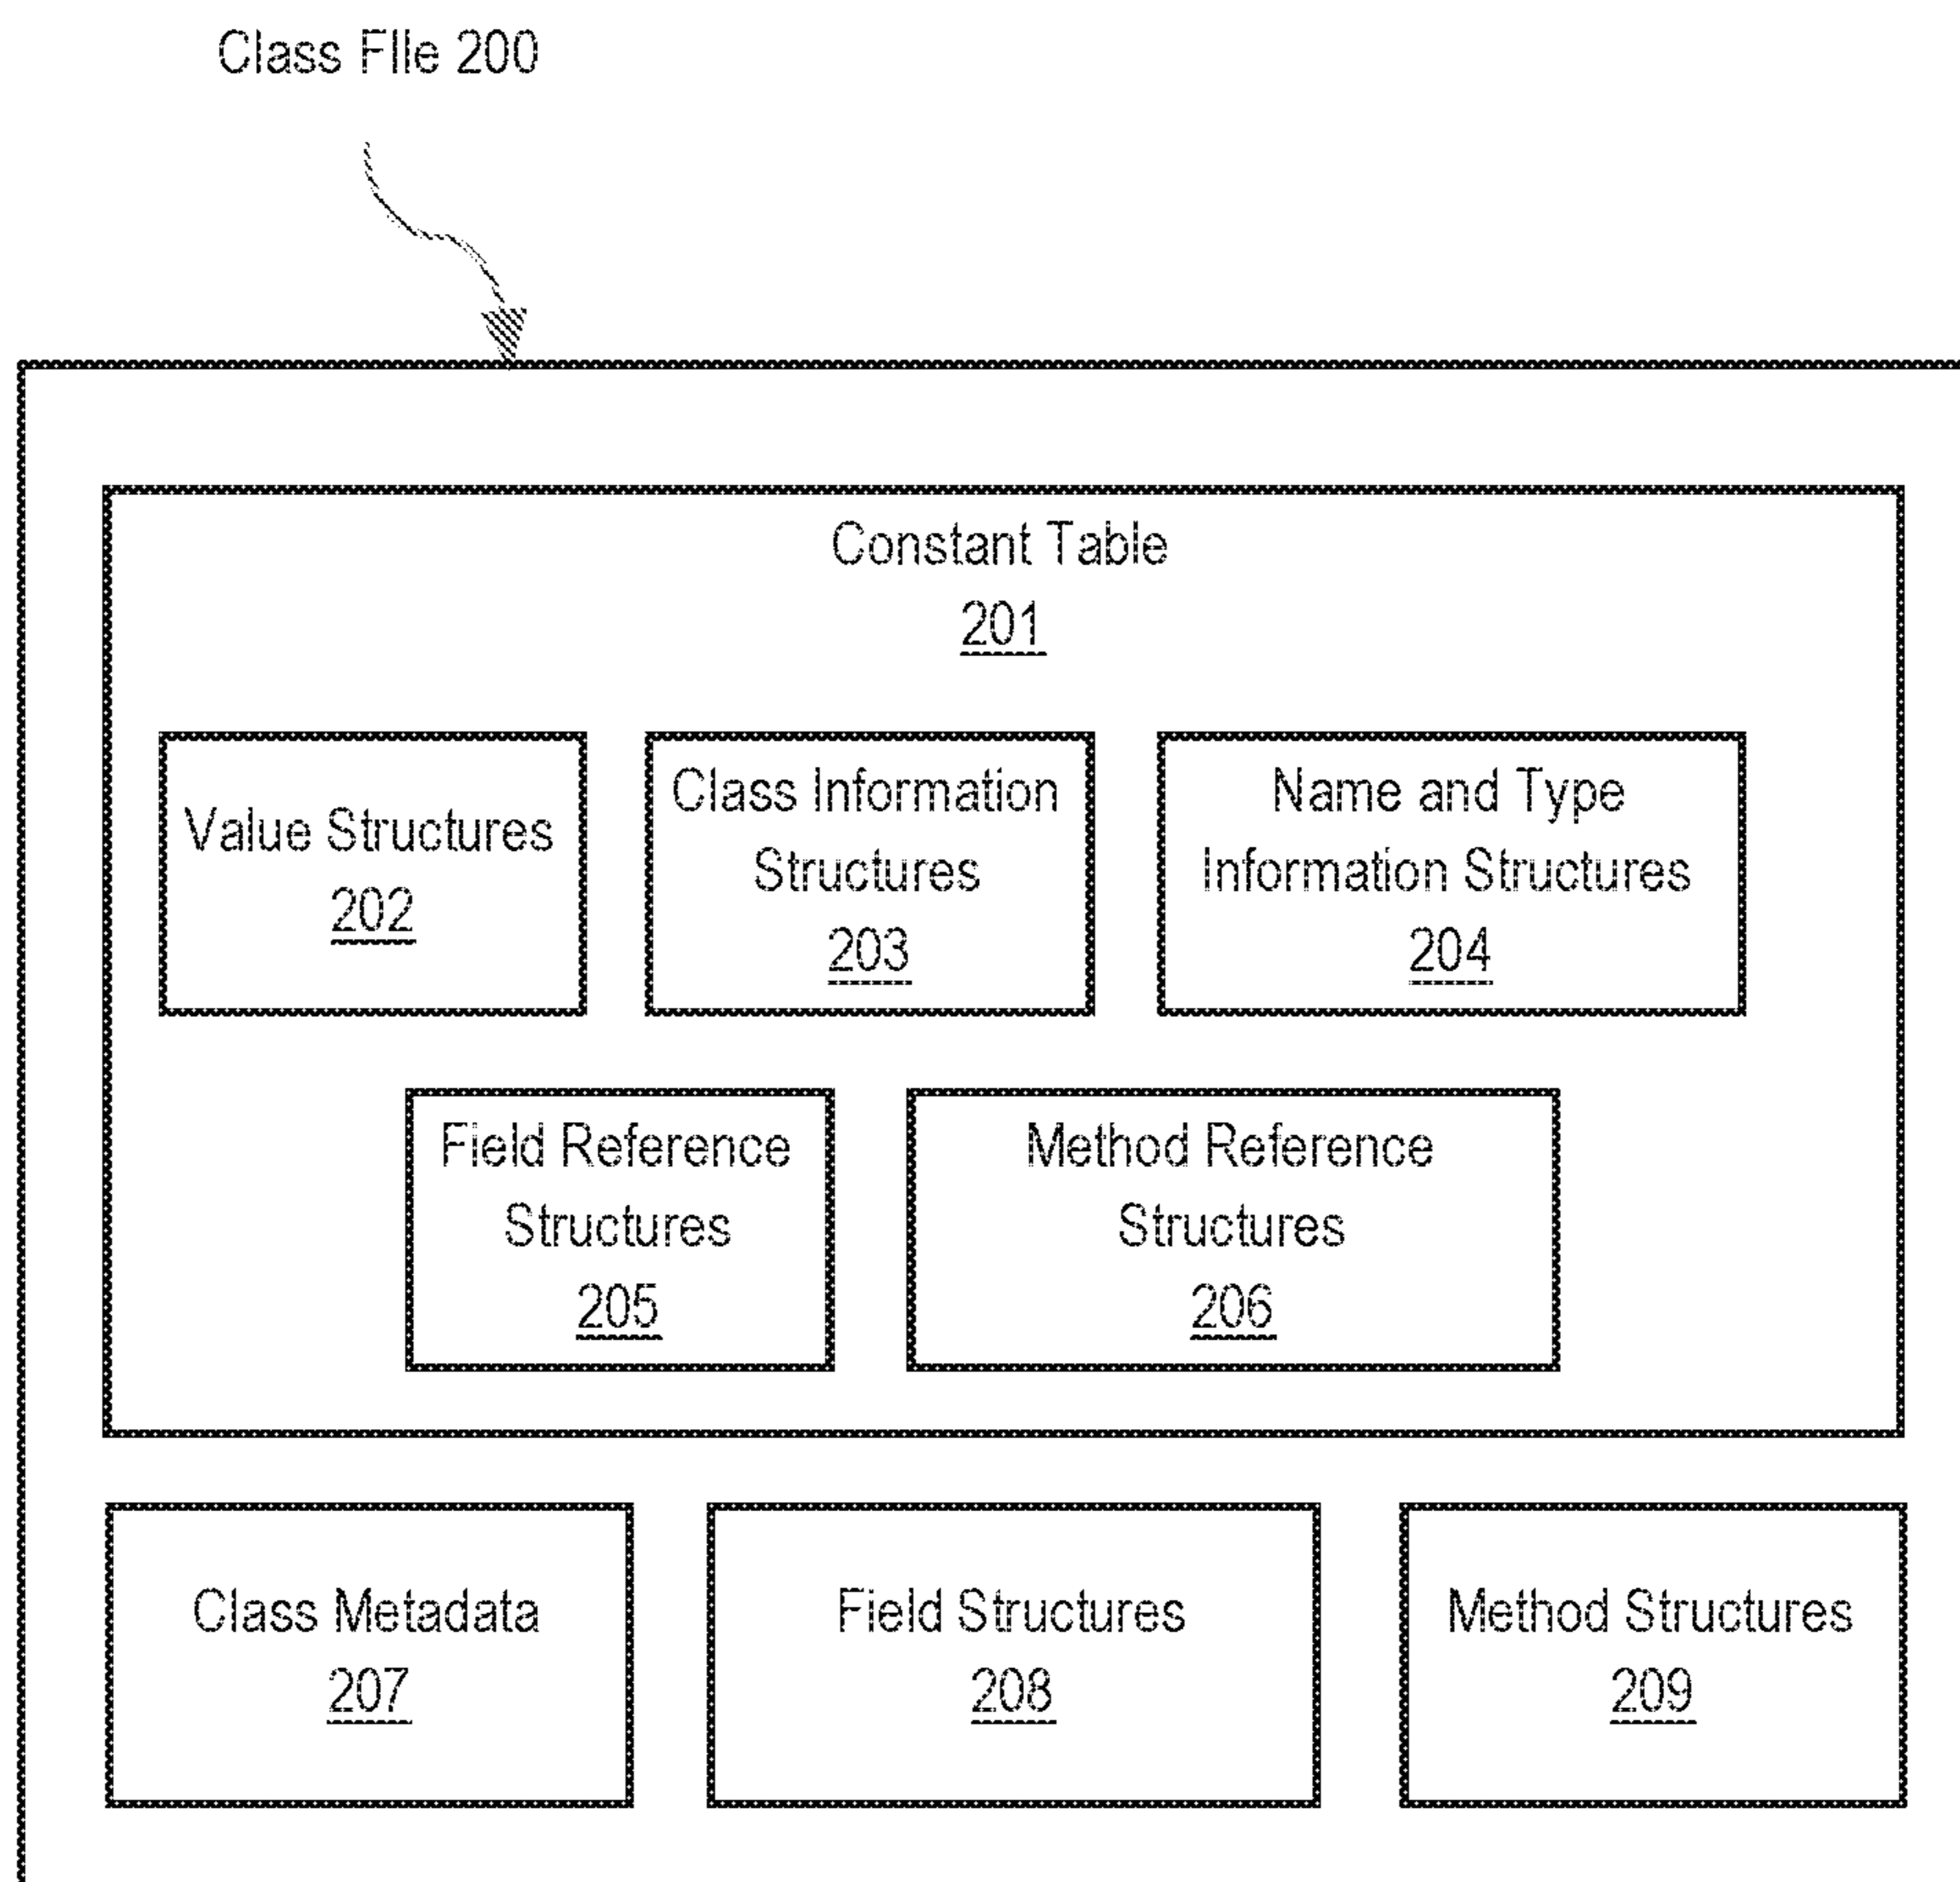 Class FIle 200
Constant Table
201
Value Structures
202
Class Information
Structures
203
Name and Type
Information Structures
204
Field Reference
Structures
205
Method Reference
Structures
206
Class Metadata
207
Field Structures
208
Method Structures
209